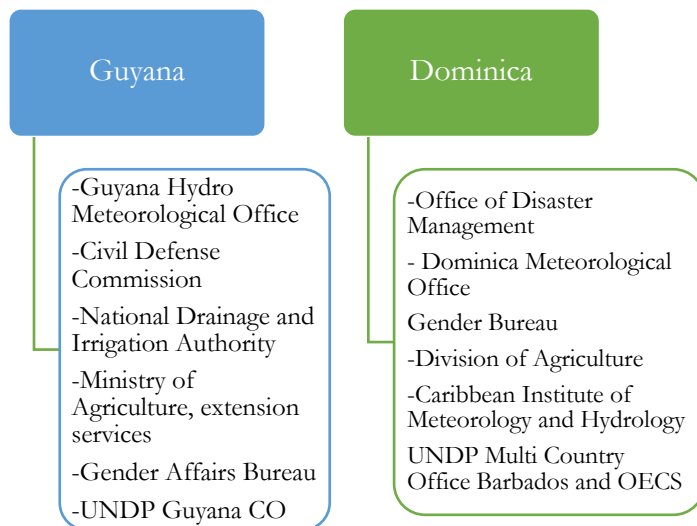 Guyana
-Guyana Hydro
Meteorological Office
-Civil Defense
Commission
-National Drainage and
Irrigation Authority
-Ministry of
Agriculture, extension
services
-Gender Affairs Bureau
-UNDP Guyana CO
Dominica
-Office of Disaster
Management
- Dominica Meteorological
Office
Gender Bureau
-Division of Agriculture
-Caribbean Institute of
Meteorology and Hydrology
UNDP Multi Country
Office Barbados and OECS